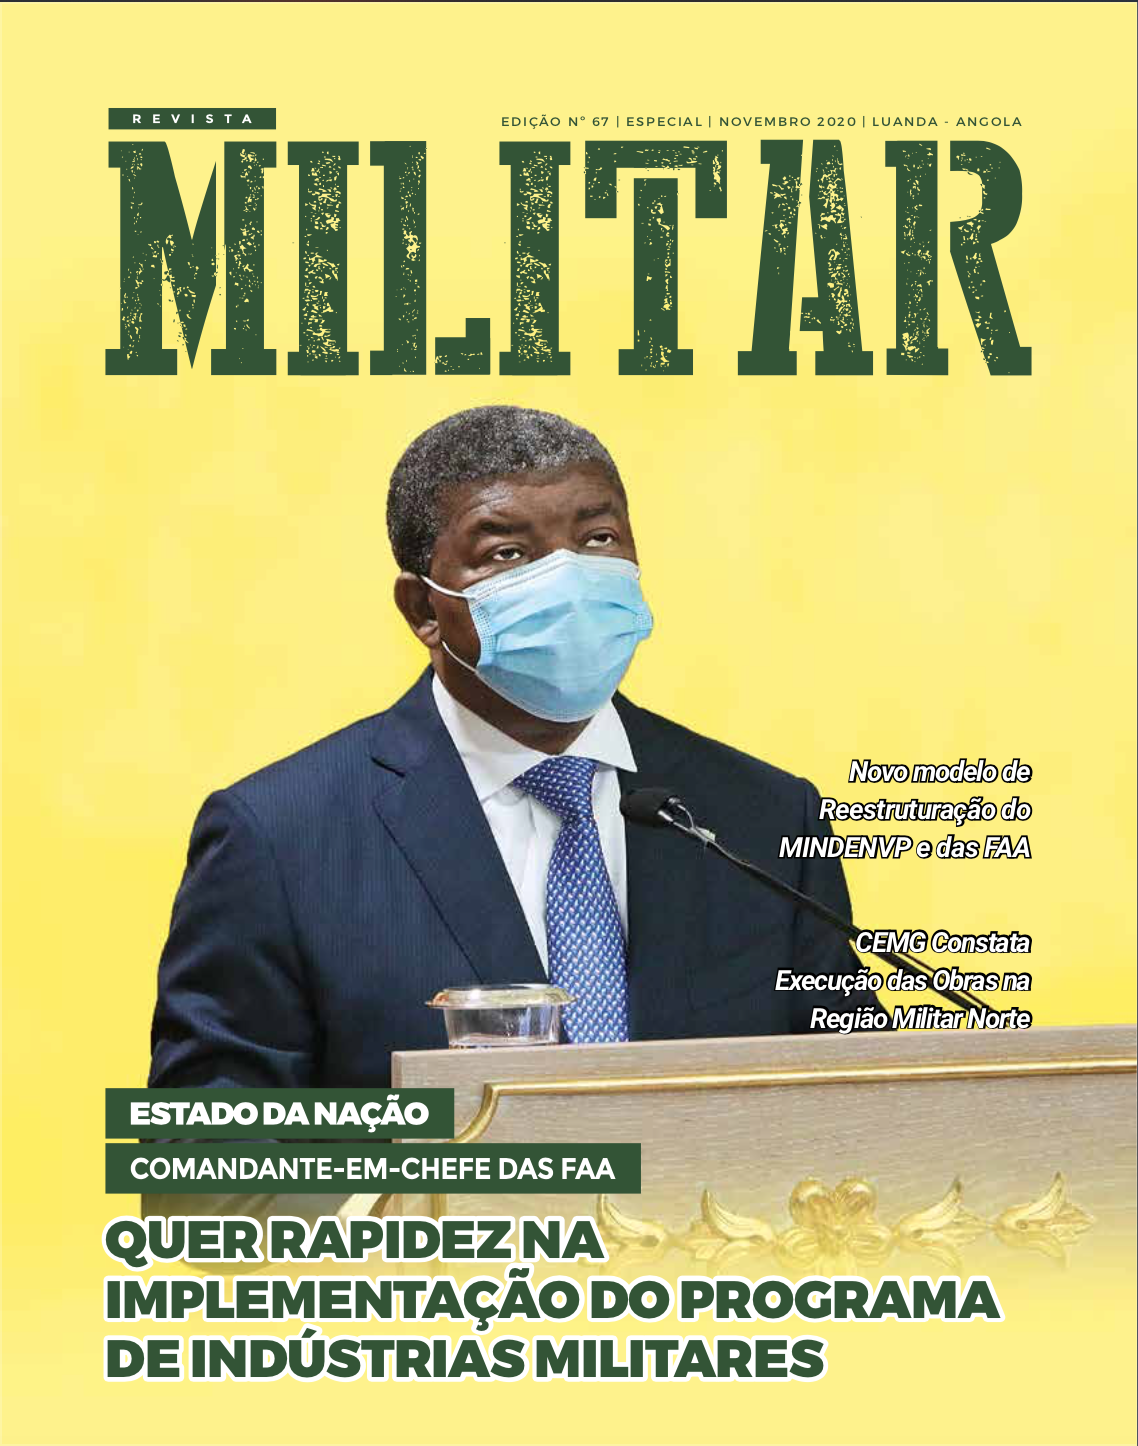 REVISTA
EDIÇÃO Nº 67 | ESPECIAL | NOVEMBRO 2020 | LUANDA - ANGOLA
MILITAR
Novo modelo de
Reestruturação do
MINDENVP e das FAA
CEMG Constata
Execução das Obras na
Região Militar Norte
ESTADO DA NAÇÃO
COMANDANTE-EM-CHEFE DAS FAA
QUER RAPIDEZ NA
IMPLEMENTAÇÃO DO PROGRAMA
DE INDÚSTRIAS MILITARES